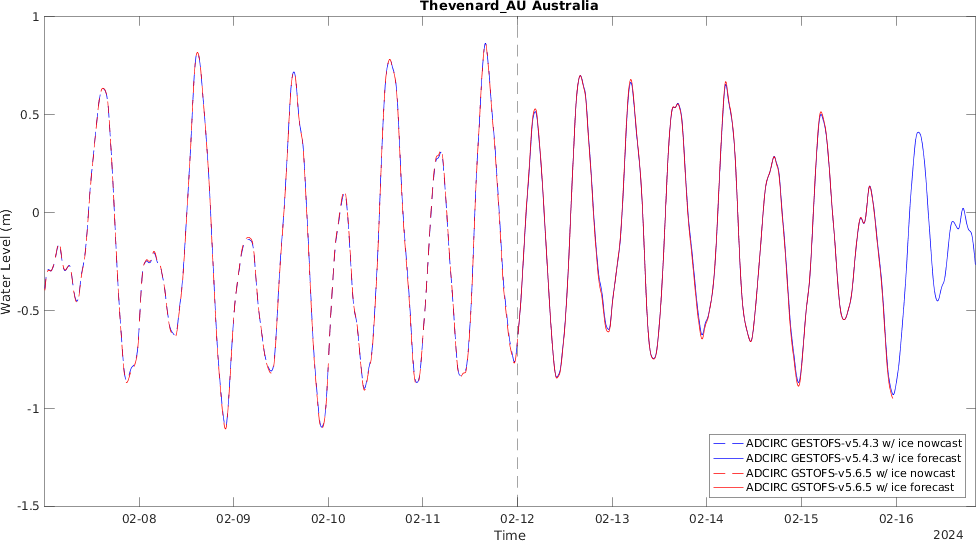 Thevenard_AU Australia
Water Level (m)
1
0.5
0
-0.5
-1
-1.5
ADCIRC GESTOFS-v5.4.3 w/ ice nowcast
ADCIRC GESTOFS-v5.4.3 w/ ice forecast
ADCIRC GSTOFS-v5.6.5 w/ ice nowcast
ADCIRC GSTOFS-v5.6.5 w/ ice forecast
02-08 02-09 02-10 02-11 02-12 02-13 02-14 02-15 02-16
Time
2024